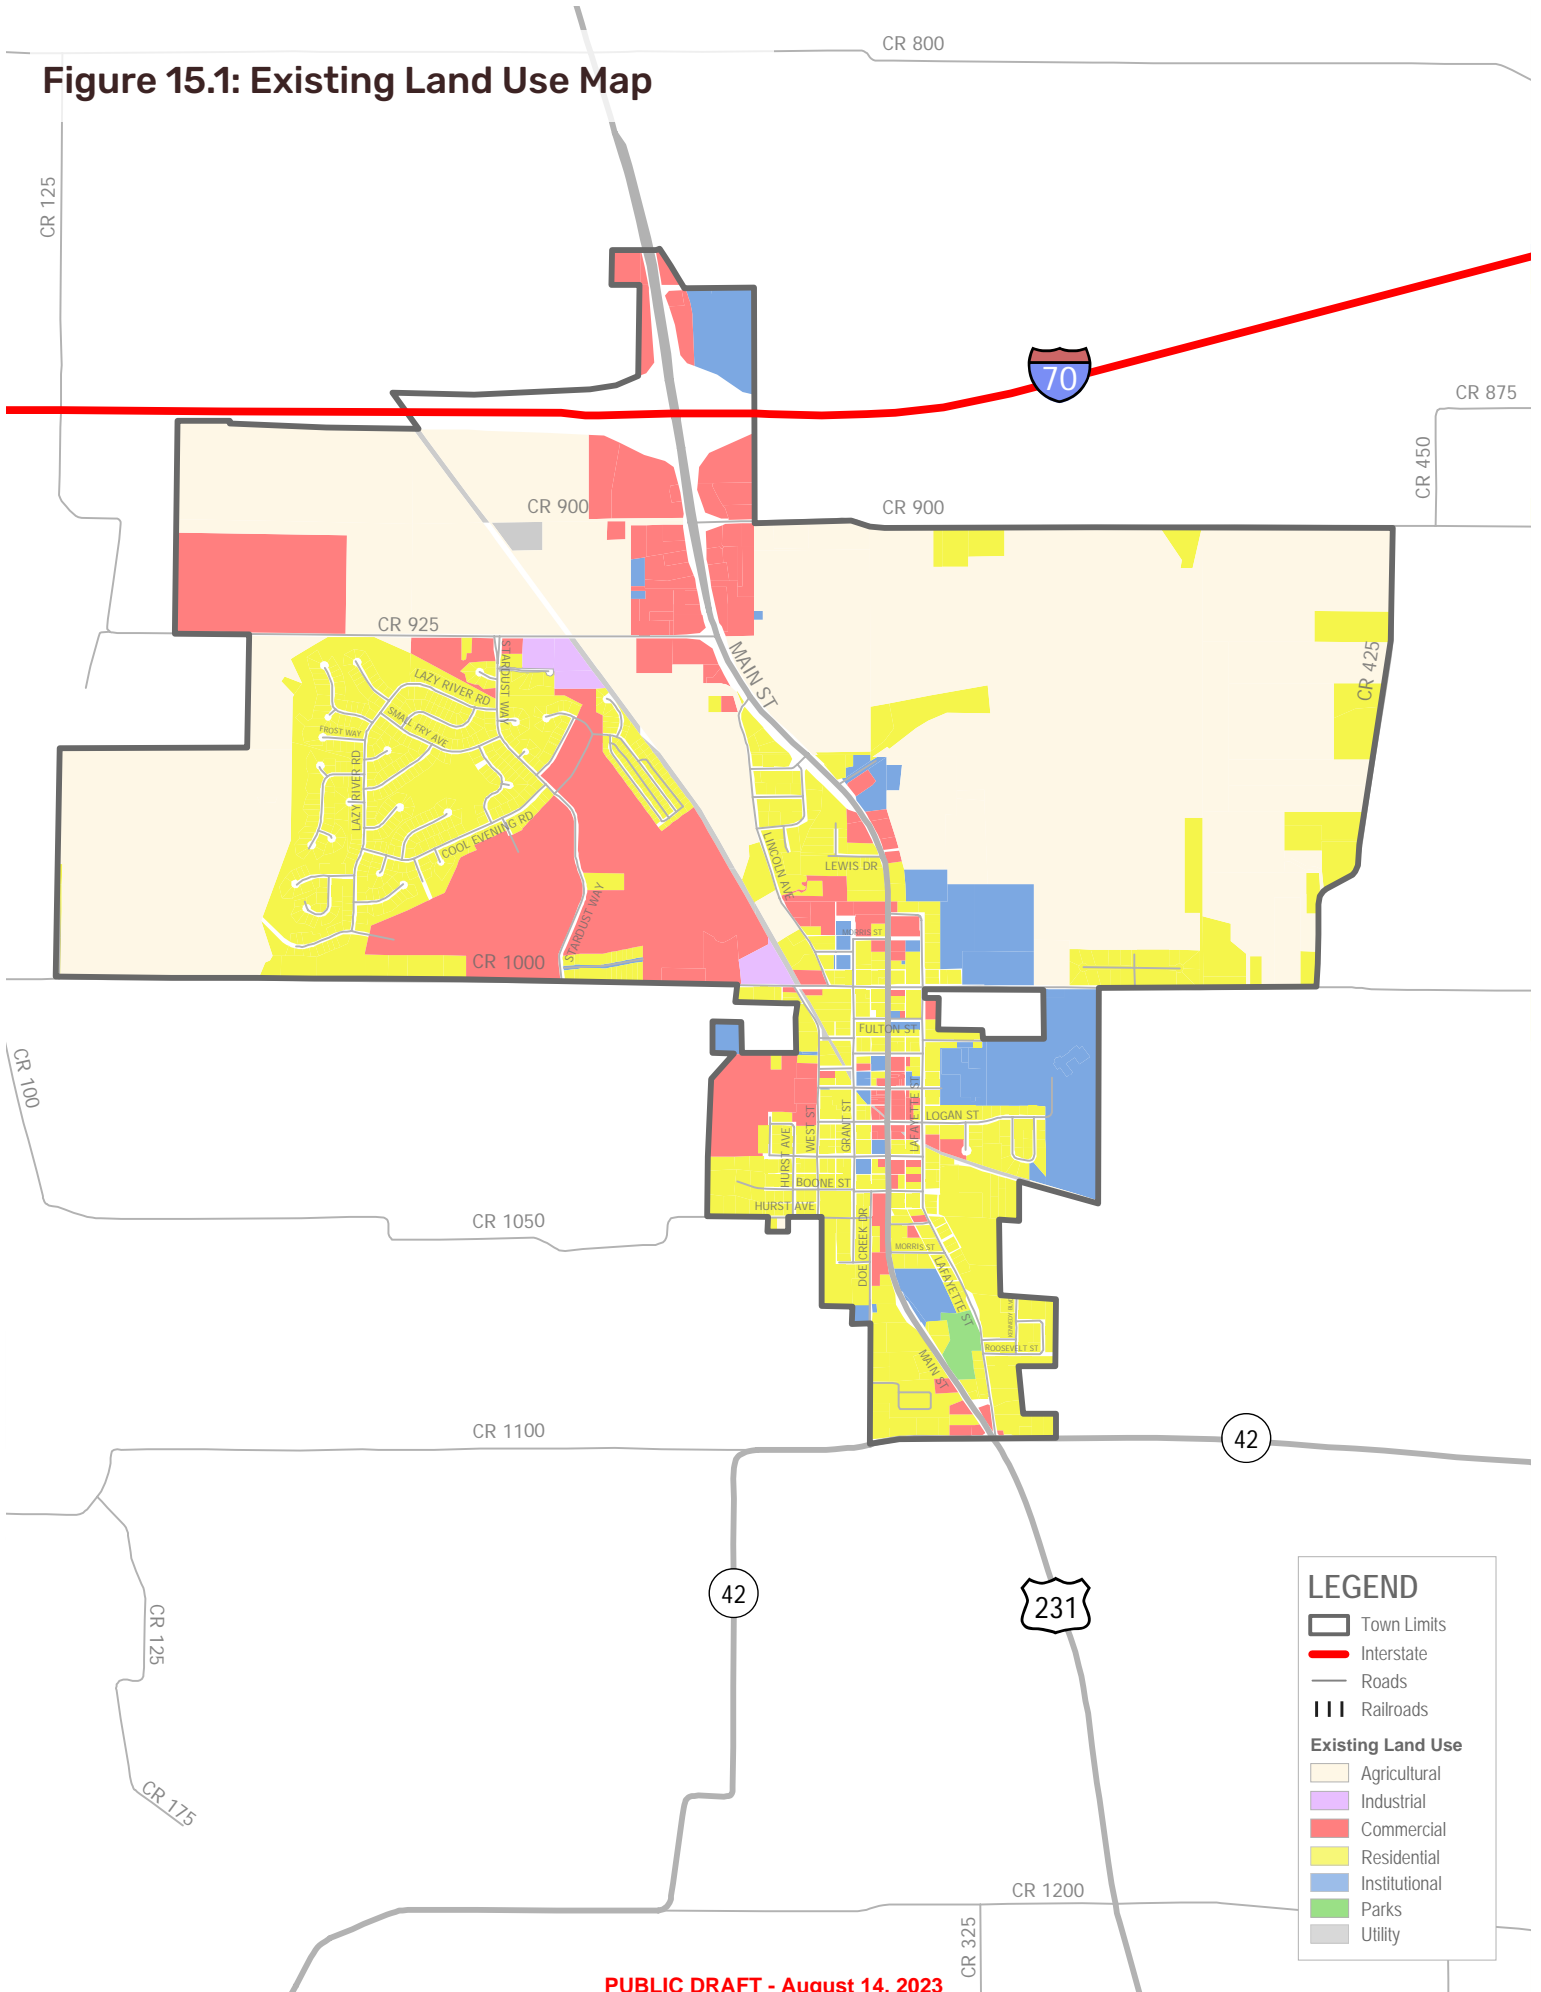 CR 800
Figure 15.1: Existing Land Use Map
CR 125
70
CR 875
CR 450
CR 900
CR 900
CR 925
STARDUST WAY
MAIN ST
CR 425
LAZY RIVER RD
SMALL FRY AVE
FROST WAY
LAZY RIVER RD
COOL EVENING RD
LINCOLN AVE
LEWIS DR
STARDUST WAY
MORRIS ST
CR 1000
FULTON ST
CR 100
LAFAYETTE ST
LOGAN ST
WEST ST
GRANT ST
HURST AVE
BOONE ST
HURST AVE
CR 1050
DOE CREEK DR
MORRIS ST
LAFAYETTE ST
KENNEDY BLVD
ROOSEVELT ST
MAIN ST
CR 1100
42
42
231
CR 125
CR 175
CR 1200
CR 325
LEGEND
Town Limits
Interstate
Roads
Railroads
Existing Land Use
Agricultural
Industrial
Commercial
Residential
Institutional
Parks
Utility
PUBLIC DRAFT - August 14, 2023